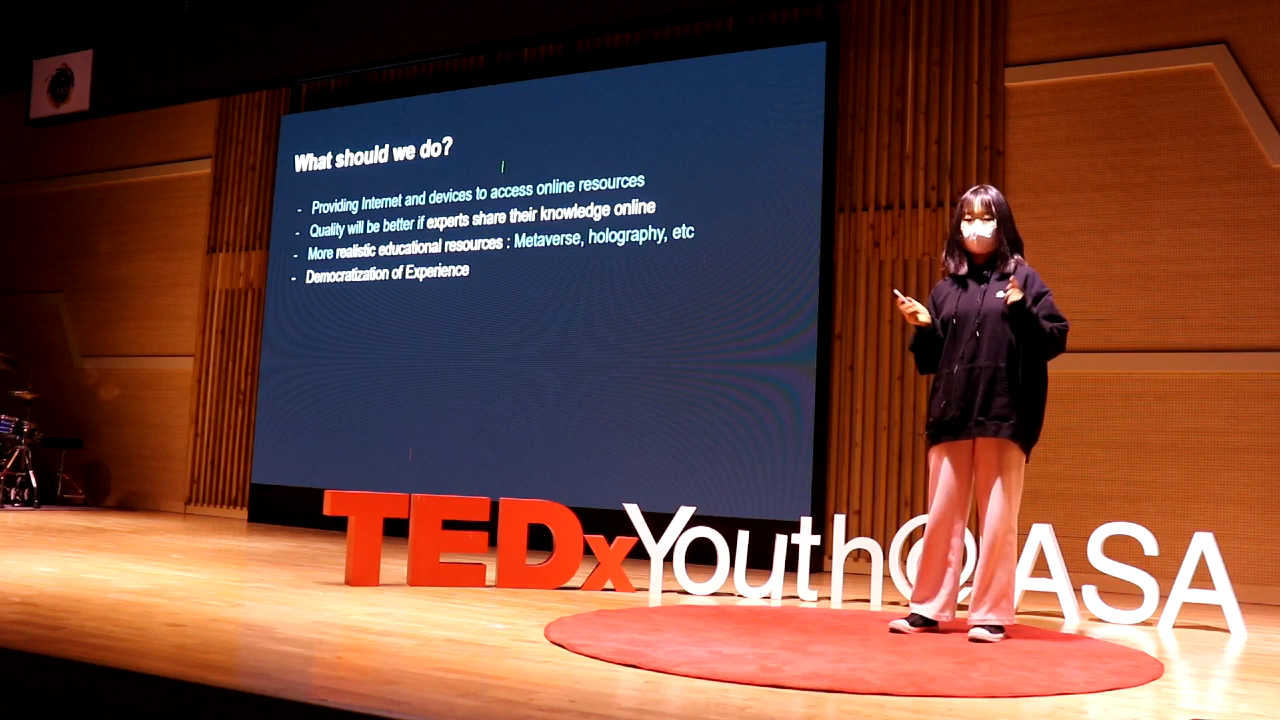 What should we do?
- Providing Internet and devices to access online resources
- Quality will be better if experts share their knowledge online
- More realistic educational resources : Metaverse, holography, etc
- Democratization of Experience
TEDxYouth@ASA